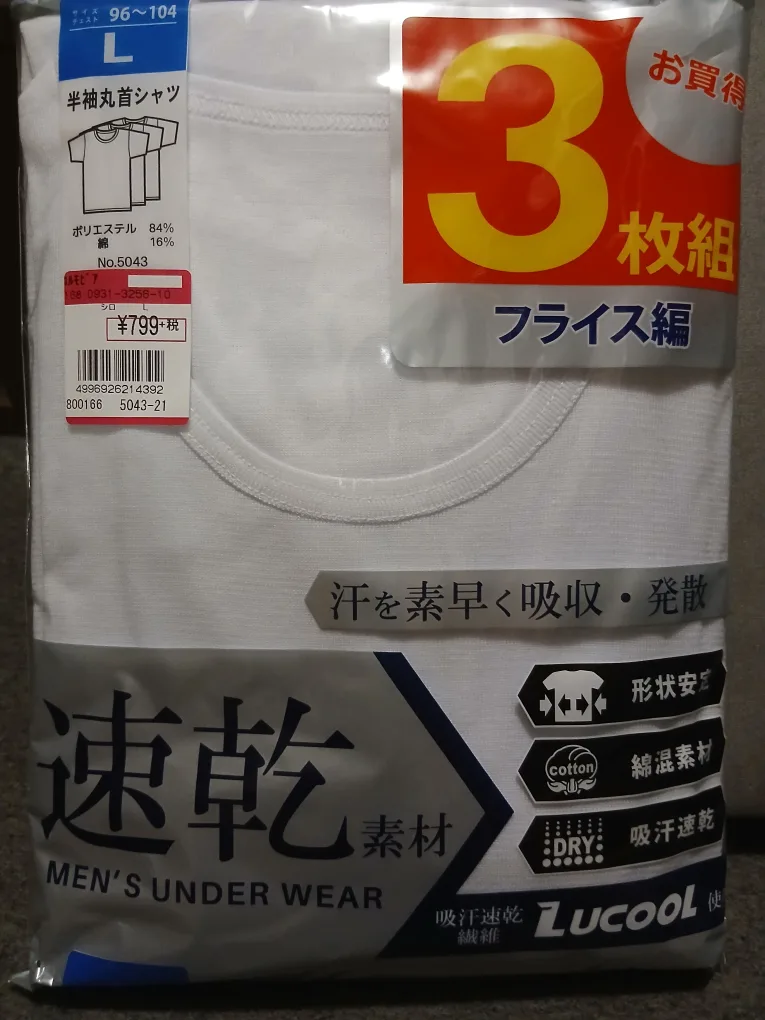 サイズ
チェスト 96〜104
L
半袖丸首シャツ
ポリエステル 84%
綿 16%
No.5043
0931-3258-10
シロ L
¥799+税
4996926214392
800166 5043-21
お買得
3
枚組
フライス編
汗を素早く吸収・発散
形状安定
cotton
綿混素材
DRY
吸汗速乾
速乾素材
MEN'S UNDER WEAR
吸汗速乾
繊維
LUCOOL
使